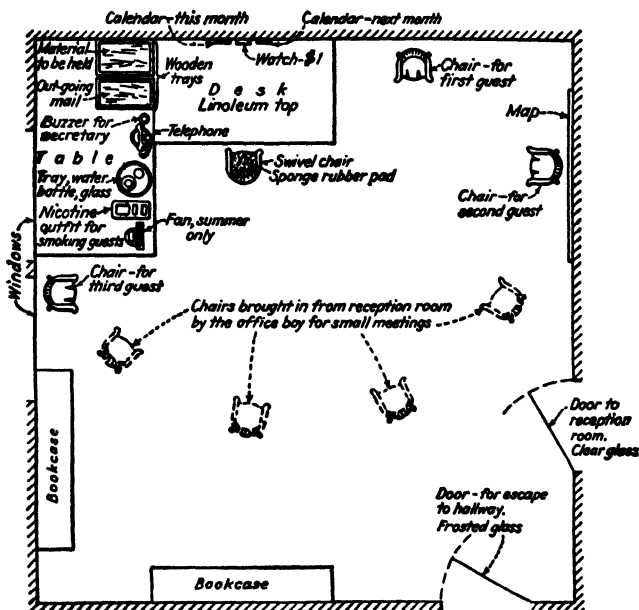 Calendar-this month
Calendar-next month
Material
to be held
Wooden
trays
Watch-$1
Out-going
mail
Desk
Linoleum top
Chair-for
first guest
Map
Buzzer for
secretary
Telephone
Table
Tray, water
bottle, glass
Swivel chair
Sponge rubber pad
Chair-for
second guest
Nicotine
outfit for
smoking guests
Fan, summer
only
Windows
Chair-for
third guest
Chairs brought in from reception room
by the office boy for small meetings
Door to
reception
room.
Clear glass
Bookcase
Door-for escape
to hallway.
Frosted glass
Bookcase